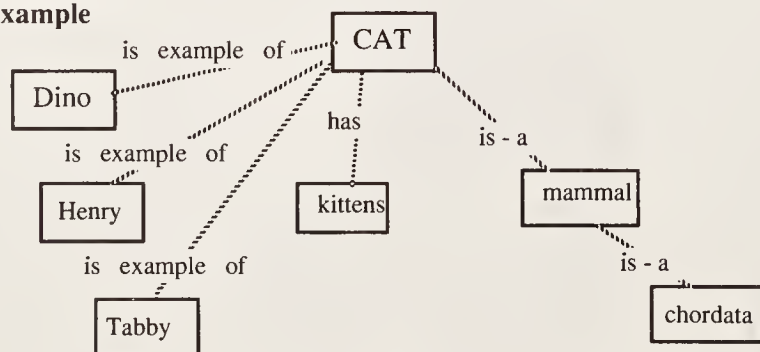 xample
CAT
is example of
Dino
has
is - a
is example of
mammal
Henry
kittens
is - a
is example of
chordata
Tabby